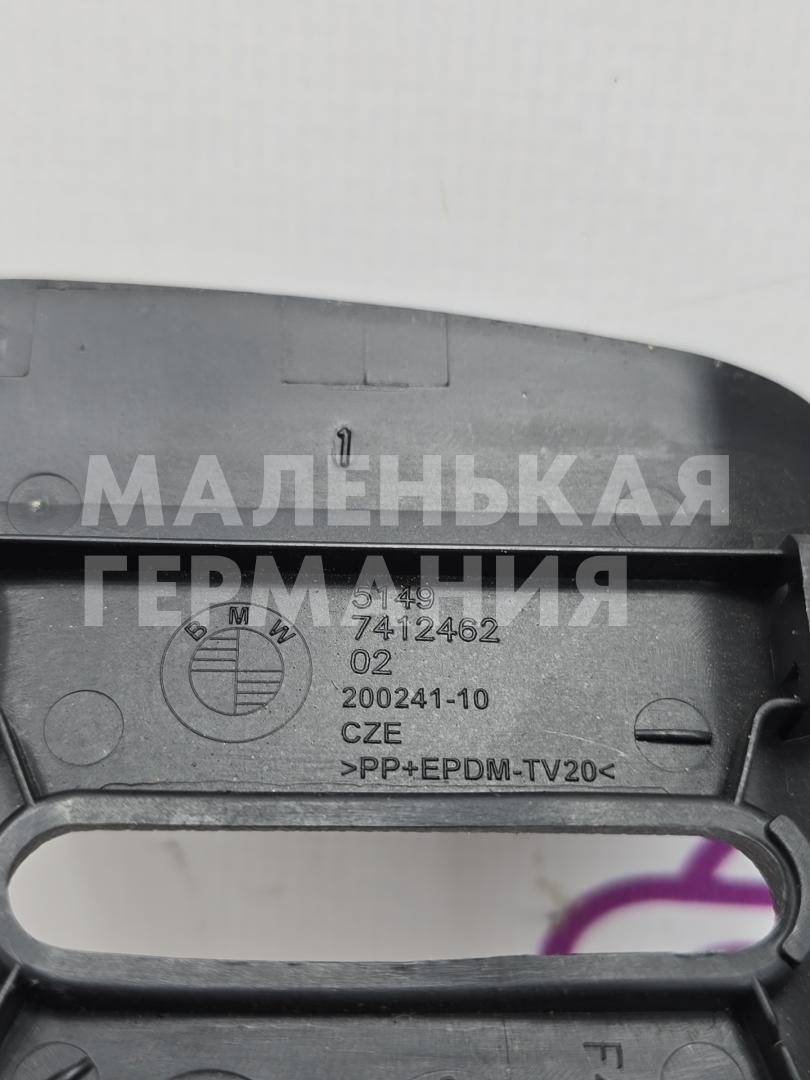 1
МАЛЕНЬКАЯ
ГЕРМАНИЯ
BMW
5149
7412462
02
200241-10
CZE
>PP+EPDM-TV20<